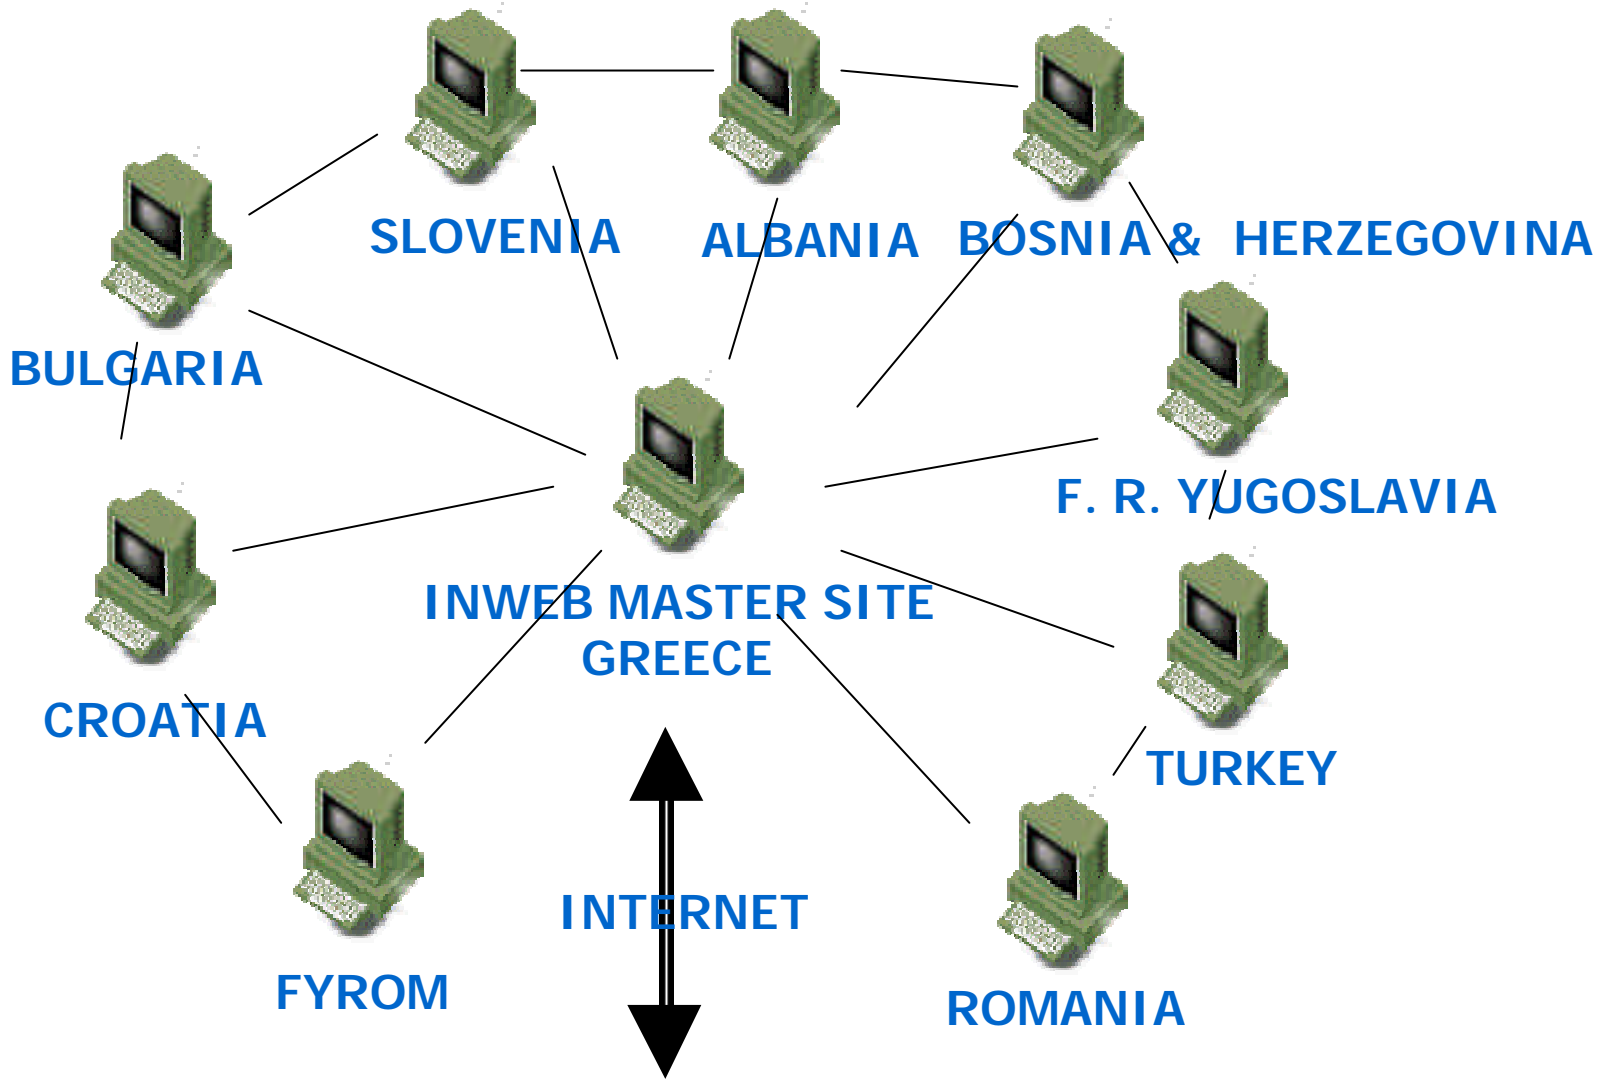 SLOVENIA
ALBANIA
BOSNIA & HERZEGOVINA
BULGARIA
F. R. YUGOSLAVIA
INWEB MASTER SITE
GREECE
CROATIA
TURKEY
INTERNET
FYROM
ROMANIA